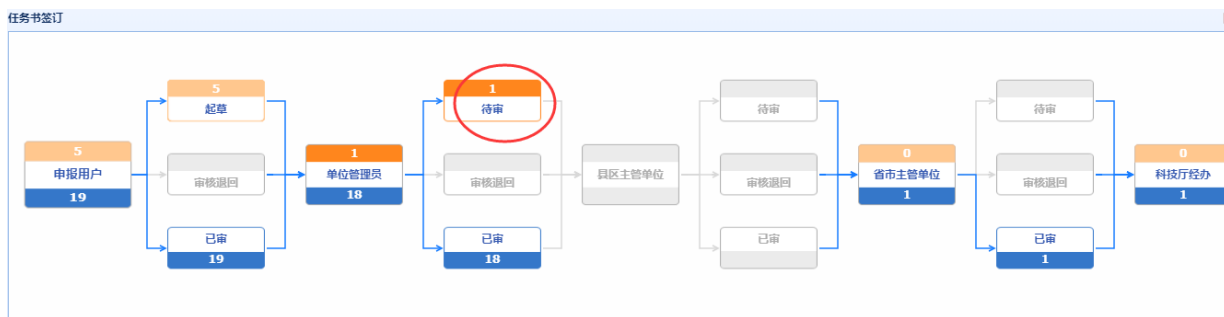 任务书签订
5
申报用户
19
5
起草
审核退回
已审
19
1
单位管理员
18
1
待审
审核退回
已审
18
县区主管单位
待审
审核退回
已审
0
省市主管单位
1
待审
审核退回
已审
1
0
科技厅经办
1